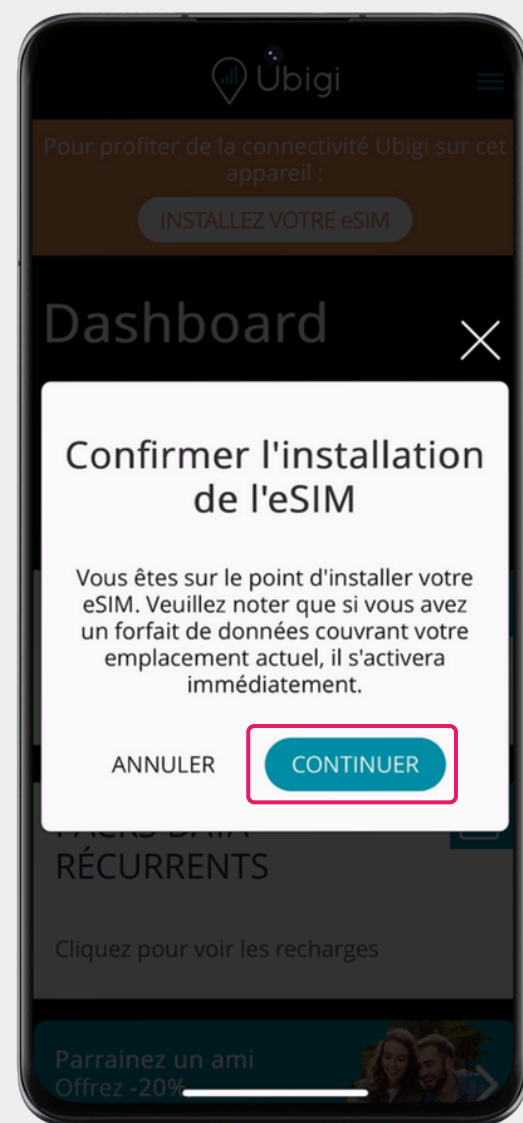 Ubigi
Pour profiter de la connectivité Ubigi sur cet
appareil :
INSTALLEZ VOTRE eSIM
Dashboard
Confirmer l'installation
de l'eSIM
Vous êtes sur le point d'installer votre
eSIM. Veuillez noter que si vous avez
un forfait de données couvrant votre
emplacement actuel, il s'activera
immédiatement.
ANNULER CONTINUER
PACKS DATA
RÉCURRENTS
Cliquez pour voir les recharges
Parrainez un ami
Offrez -20%